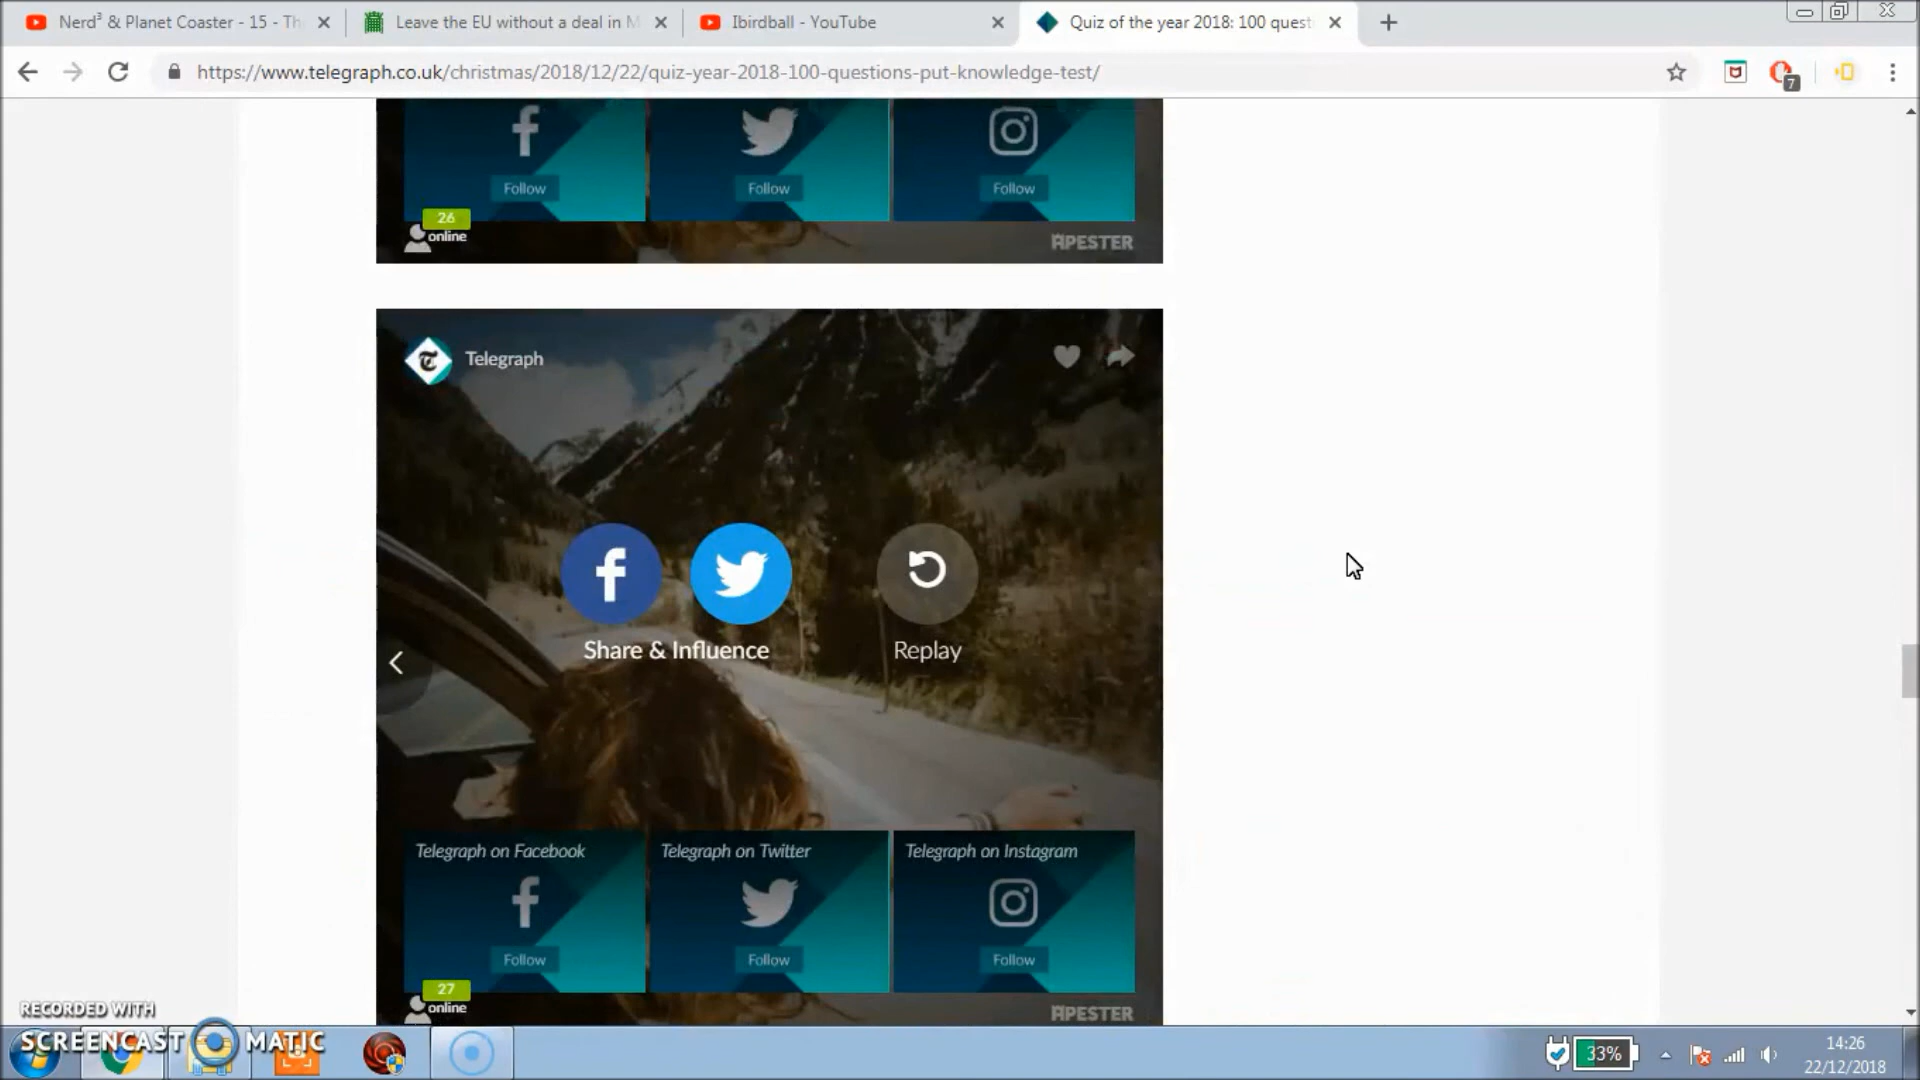 Nerd³ & Planet Coaster - 15 - Th
Leave the EU without a deal in M
Ibirdball - YouTube
Quiz of the year 2018: 100 quest
https://www.telegraph.co.uk/christmas/2018/12/22/quiz-year-2018-100-questions-put-knowledge-test/
7
Follow
Follow
Follow
26
online
APESTER
Telegraph
Share & Influence
Replay
Telegraph on Facebook
Telegraph on Twitter
Telegraph on Instagram
Follow
Follow
Follow
27
online
APESTER
RECORDED WITH
SCREENCAST MATIC
33%
14:26
22/12/2018